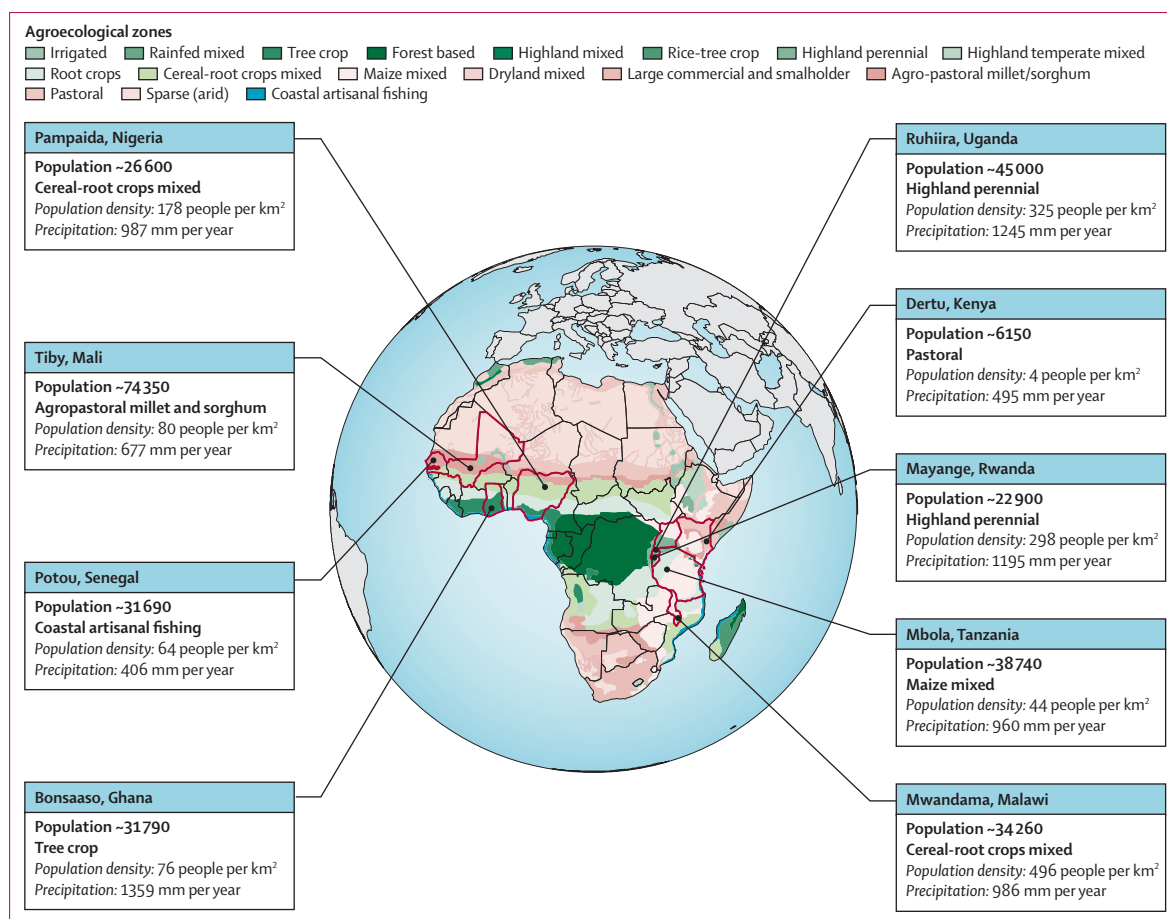 Agroecological zones
Irrigated Rainfed mixed Tree crop Forest based Highland mixed Rice-tree crop Highland perennial Highland temperate mixed
Root crops Cereal-root crops mixed Maize mixed Dryland mixed Large commercial and smallholder Agro-pastoral millet/sorghum
Pastoral Sparse (arid) Coastal artisanal fishing
Pampaida, Nigeria
Population ~26 600
Cereal-root crops mixed
Population density: 178 people per km²
Precipitation: 987 mm per year
Tiby, Mali
Population ~74 350
Agropastoral millet and sorghum
Population density: 80 people per km²
Precipitation: 677 mm per year
Potou, Senegal
Population ~31 690
Coastal artisanal fishing
Population density: 64 people per km²
Precipitation: 406 mm per year
Bonsaaso, Ghana
Population ~31 790
Tree crop
Population density: 76 people per km²
Precipitation: 1359 mm per year
Ruhiira, Uganda
Population ~45 000
Highland perennial
Population density: 325 people per km²
Precipitation: 1245 mm per year
Dertu, Kenya
Population ~6150
Pastoral
Population density: 4 people per km²
Precipitation: 495 mm per year
Mayange, Rwanda
Population ~22 900
Highland perennial
Population density: 298 people per km²
Precipitation: 1195 mm per year
Mbola, Tanzania
Population ~38 740
Maize mixed
Population density: 44 people per km²
Precipitation: 960 mm per year
Mwandama, Malawi
Population ~34 260
Cereal-root crops mixed
Population density: 496 people per km²
Precipitation: 986 mm per year